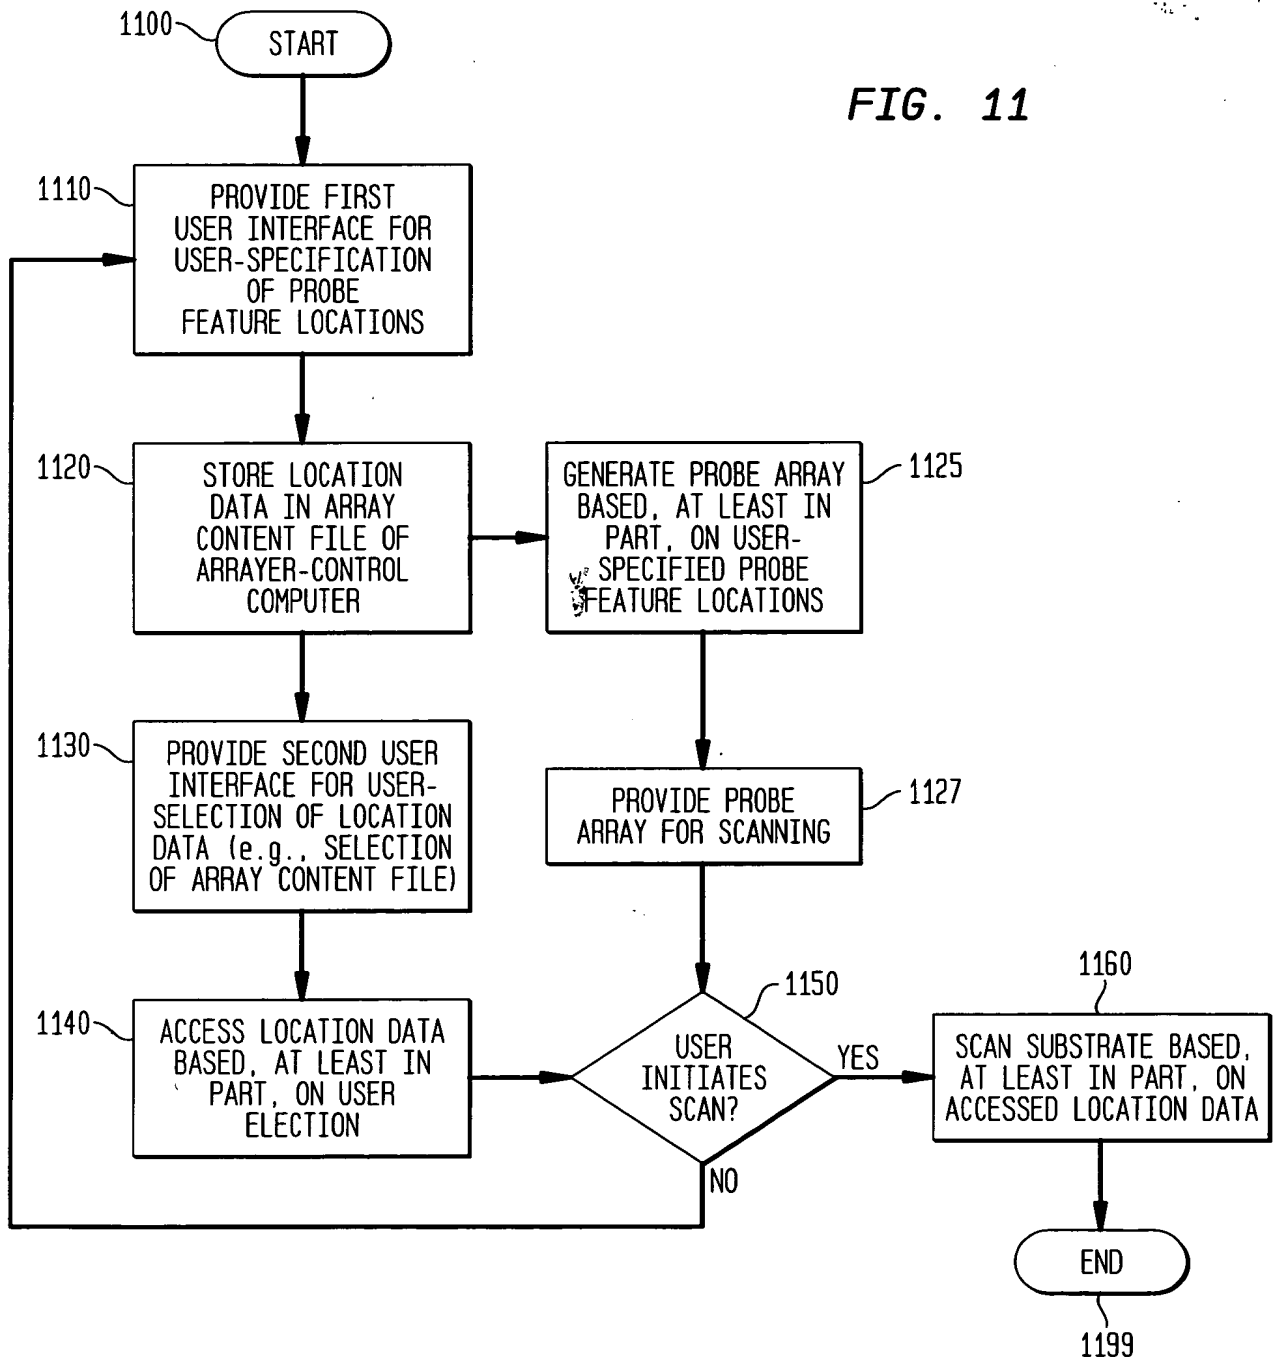 1100
START
FIG. 11
1110
PROVIDE FIRST
USER INTERFACE FOR
USER-SPECIFICATION
OF PROBE
FEATURE LOCATIONS
1120
STORE LOCATION
DATA IN ARRAY
CONTENT FILE OF
ARRAYER-CONTROL
COMPUTER
GENERATE PROBE ARRAY
BASED, AT LEAST IN
PART, ON USER-
SPECIFIED PROBE
FEATURE LOCATIONS
1125
1130
PROVIDE SECOND USER
INTERFACE FOR USER-
SELECTION OF LOCATION
DATA (e.g., SELECTION
OF ARRAY CONTENT FILE)
PROVIDE PROBE
ARRAY FOR SCANNING
1127
1140
ACCESS LOCATION DATA
BASED, AT LEAST IN
PART, ON USER
ELECTION
1150
USER
INITIATES
SCAN?
YES
NO
1160
SCAN SUBSTRATE BASED,
AT LEAST IN PART, ON
ACCESSED LOCATION DATA
END
1199